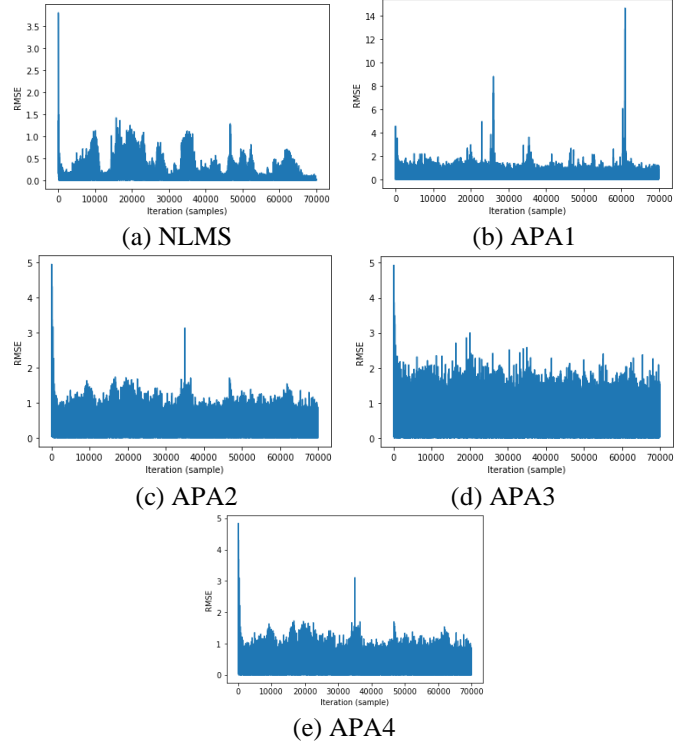 3.5
3.0
2.5
2.0
1.5
1.0
0.5
0.0
RMSE
0 10000 20000 30000 40000 50000 60000 70000
Iteration (samples)
(a) NLMS
14
12
10
8
6
4
2
0
RMSE
0 10000 20000 30000 40000 50000 60000 70000
Iteration (samples)
(b) APA1
5
4
3
2
1
0
RMSE
0 10000 20000 30000 40000 50000 60000 70000
Iteration (sample)
(c) APA2
5
4
3
2
1
0
RMSE
0 10000 20000 30000 40000 50000 60000 70000
Iteration (sample)
(d) APA3
5
4
3
2
1
0
RMSE
0 10000 20000 30000 40000 50000 60000 70000
Iteration (sample)
(e) APA4